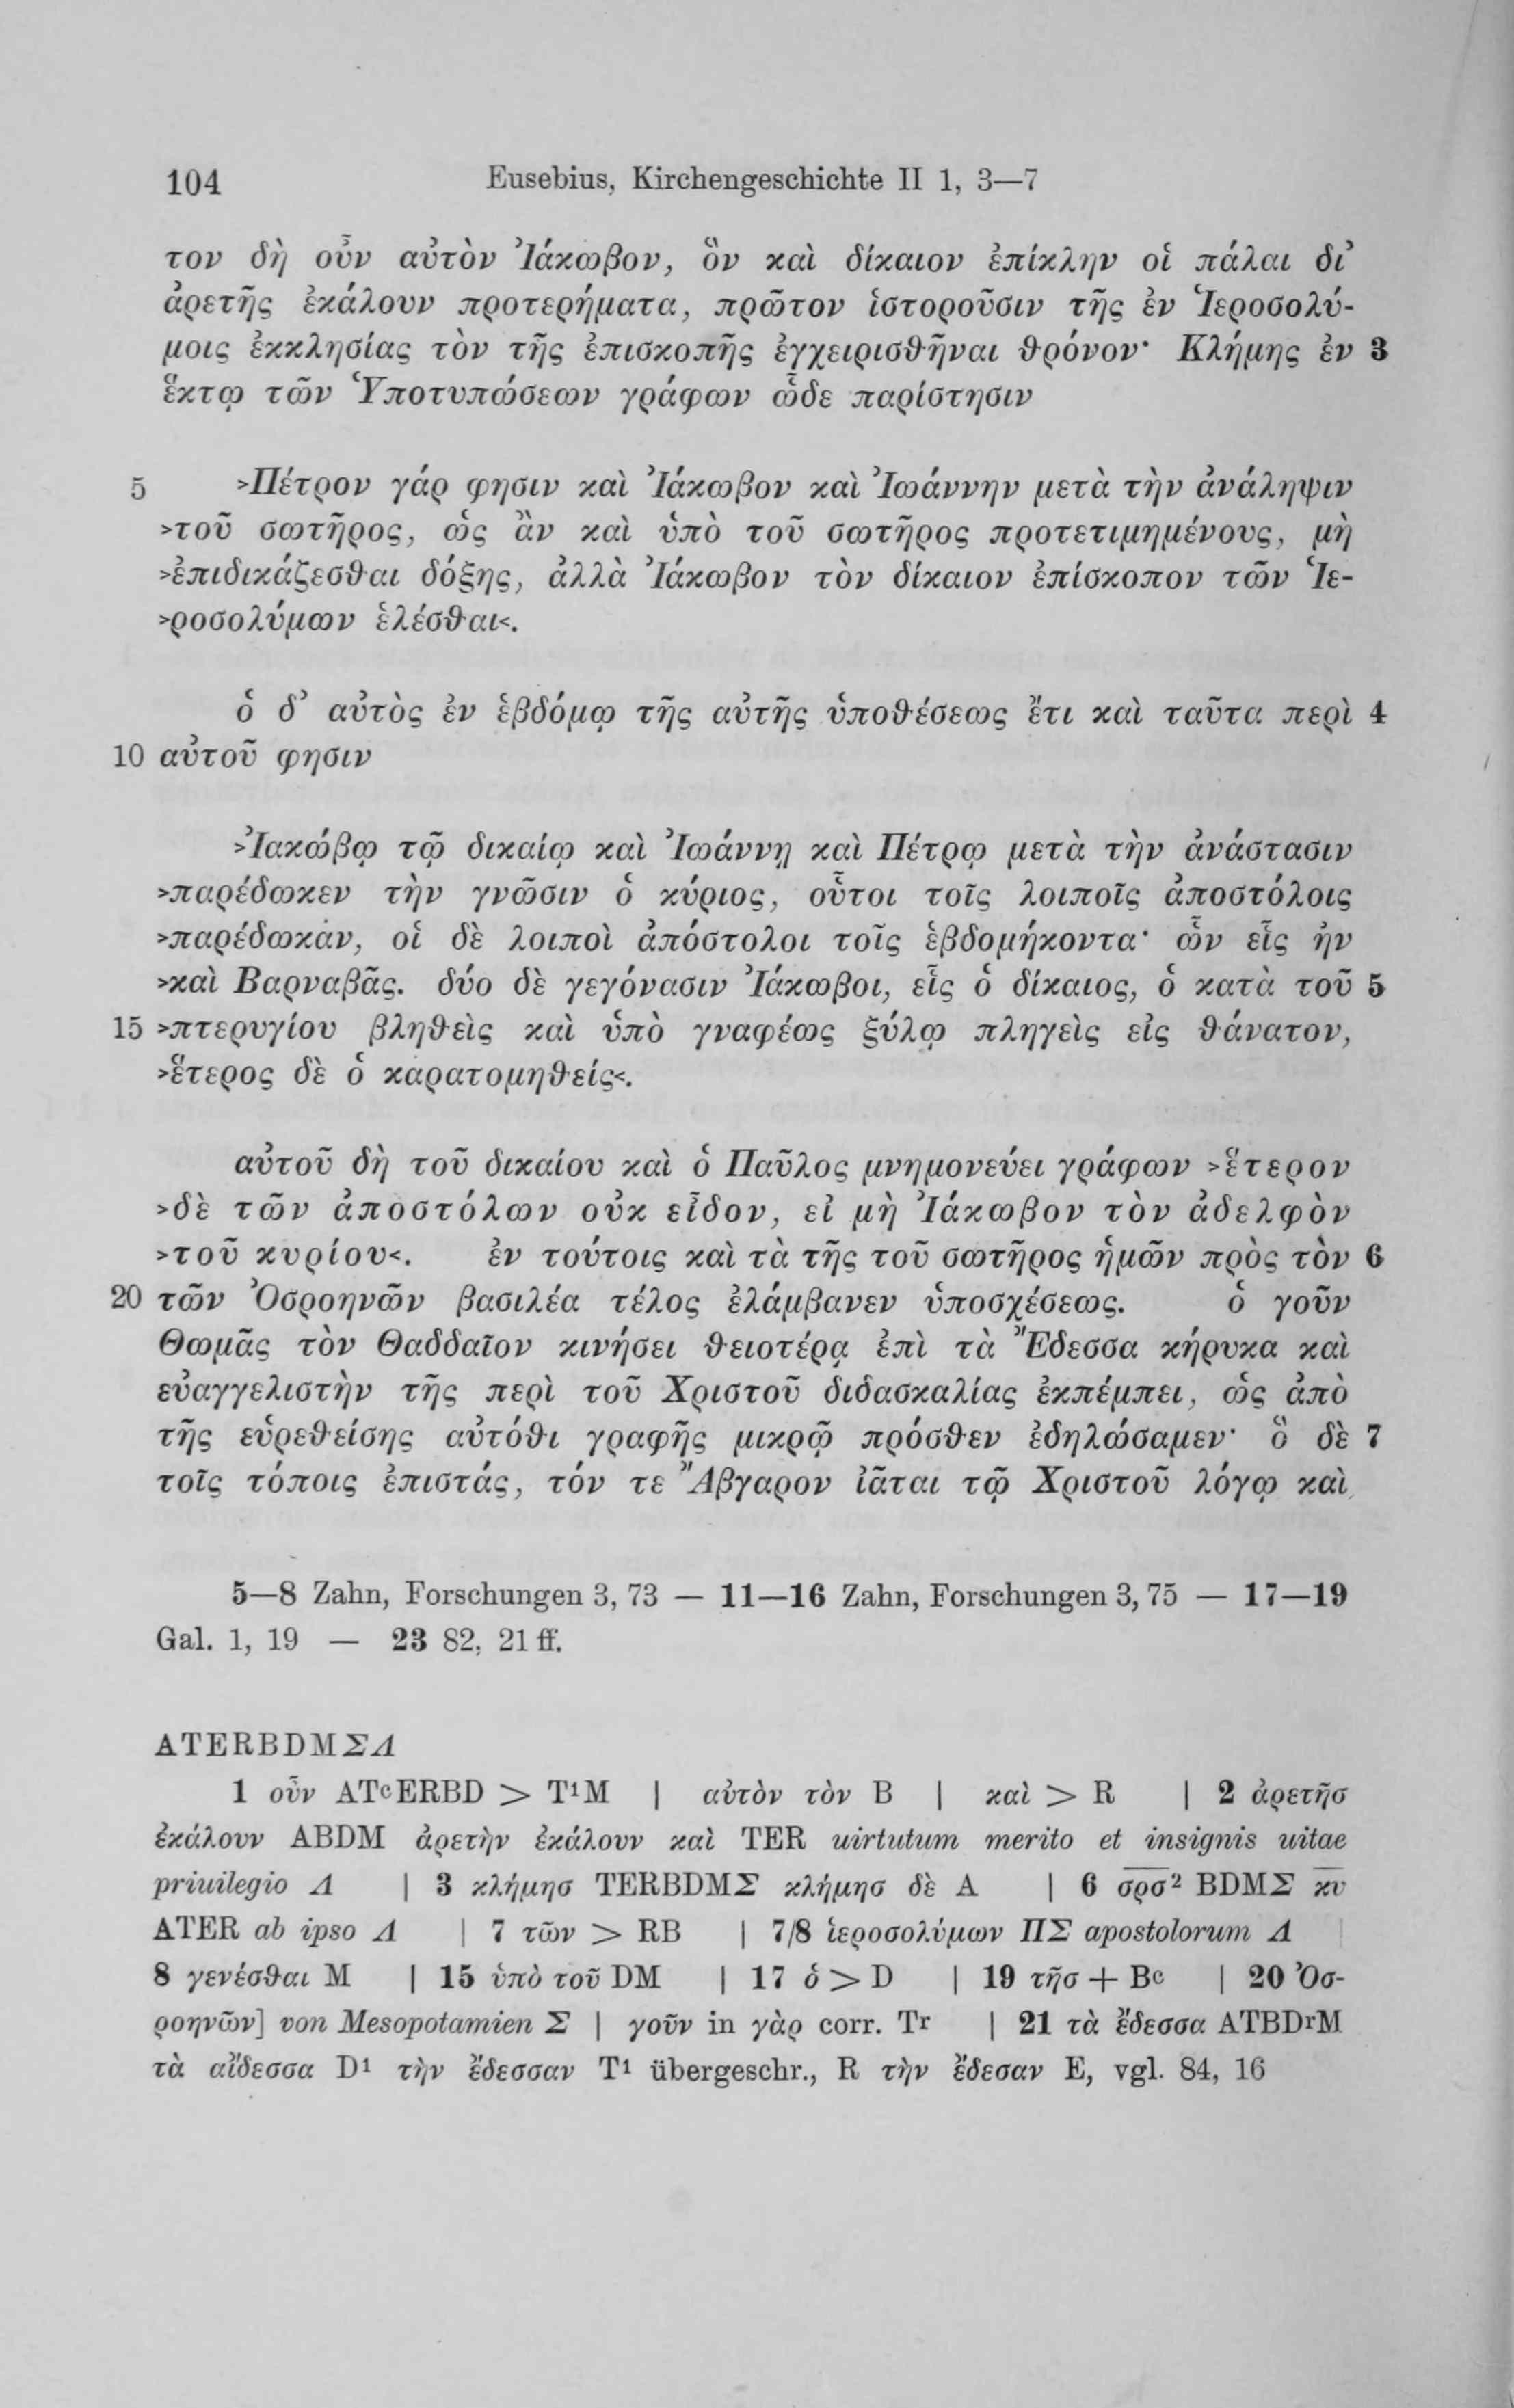 104 Eusebius, Kirchengeschichte II 1, 3—7
τον δὴ οὖν αὐτὸν Ἰάκωβον, ὃν καὶ δίκαιον ἐπίκλην οἱ πάλαι δι᾽
ἀρετῆς ἐκάλουν προτερήματα, πρῶτον ἱστοροῦσιν τῆς ἐν Ἱεροσολύ-
μοις ἐκκλησίας τὸν τῆς ἐπισκοπῆς ἐγχειρισθῆναι θρόνον· Κλήμης ἐν 3
ἕκτῳ τῶν Ὑποτυπώσεων γράφων ὧδε παρίστησιν
5 >Πέτρον γάρ φησιν καὶ Ἰάκωβον καὶ Ἰωάννην μετὰ τὴν ἀνάληψιν
>τοῦ σωτῆρος, ὡς ἂν καὶ ὑπὸ τοῦ σωτῆρος προτετιμημένους, μὴ
>ἐπιδικάζεσθαι δόξης, ἀλλὰ Ἰάκωβον τὸν δίκαιον ἐπίσκοπον τῶν Ἱε-
>ροσολύμων ἑλέσθαι<.
ὁ δ᾽ αὐτὸς ἐν ἑβδόμῳ τῆς αὐτῆς ὑποθέσεως ἔτι καὶ ταῦτα περὶ 4
10 αὐτοῦ φησιν
>Ἰακώβῳ τῷ δικαίῳ καὶ Ἰωάννῃ καὶ Πέτρῳ μετὰ τὴν ἀνάστασιν
>παρέδωκεν τὴν γνῶσιν ὁ κύριος, οὗτοι τοῖς λοιποῖς ἀποστόλοις
>παρέδωκαν, οἱ δὲ λοιποὶ ἀπόστολοι τοῖς ἑβδομήκοντα· ὧν εἷς ἦν
>καὶ Βαρναβᾶς. δύο δὲ γεγόνασιν Ἰάκωβοι, εἷς ὁ δίκαιος, ὁ κατὰ τοῦ 5
15 >πτερυγίου βληθεὶς καὶ ὑπὸ γναφέως ξύλῳ πληγεὶς εἰς θάνατον,
>ἕτερος δὲ ὁ καρατομηθείς<.
αὐτοῦ δὴ τοῦ δικαίου καὶ ὁ Παῦλος μνημονεύει γράφων >ἕτερον
>δὲ τῶν ἀποστόλων οὐκ εἶδον, εἰ μὴ Ἰάκωβον τὸν ἀδελφὸν
>τοῦ κυρίου<. ἐν τούτοις καὶ τὰ τῆς τοῦ σωτῆρος ἡμῶν πρὸς τὸν 6
20 τῶν Ὀσροηνῶν βασιλέα τέλος ἐλάμβανεν ὑποσχέσεως. ὁ γοῦν
Θωμᾶς τὸν Θαδδαῖον κινήσει θειοτέρᾳ ἐπὶ τὰ Ἔδεσσα κήρυκα καὶ
εὐαγγελιστὴν τῆς περὶ τοῦ Χριστοῦ διδασκαλίας ἐκπέμπει, ὡς ἀπὸ
τῆς εὑρεθείσης αὐτόθι γραφῆς μικρῷ πρόσθεν ἐδηλώσαμεν· ὃ δὲ 7
τοῖς τόποις ἐπιστάς, τόν τε Ἄβγαρον ἰᾶται τῷ Χριστοῦ λόγῳ καὶ
5—8 Zahn, Forschungen 3, 73 — 11—16 Zahn, Forschungen 3, 75 — 17—19
Gal. 1, 19 — 23 82, 21 ff.
ATERBDMΣΛ
1 οὖν ATᶜERBD > T¹M | αὐτὸν τὸν B | καὶ > R | 2 ἀρετῆσ
ἐκάλουν ABDM ἀρετὴν ἐκάλουν καὶ TER uirtutum merito et insignis uitae
priuilegio Λ | 3 κλήμησ TERBDMΣ κλήμησ δὲ A | 6 σ̅ρ̅σ̅² BDMΣ κ̅υ̅
ATER ab ipso Λ | 7 τῶν > RB | 7/8 ἱεροσολύμων ΠΣ apostolorum Λ
8 γενέσθαι M | 15 ὑπὸ τοῦ DM | 17 ὁ > D | 19 τῆσ + Bᶜ | 20 Ὀσ-
ροηνῶν] von Mesopotamien Σ | γοῦν in γὰρ corr. Tʳ | 21 τὰ ἔδεσσα ATBDʳM
τὰ αἴδεσσα D¹ τὴν ἔδεσσαν T¹ übergeschr., R τὴν ἔδεσαν E, vgl. 84, 16